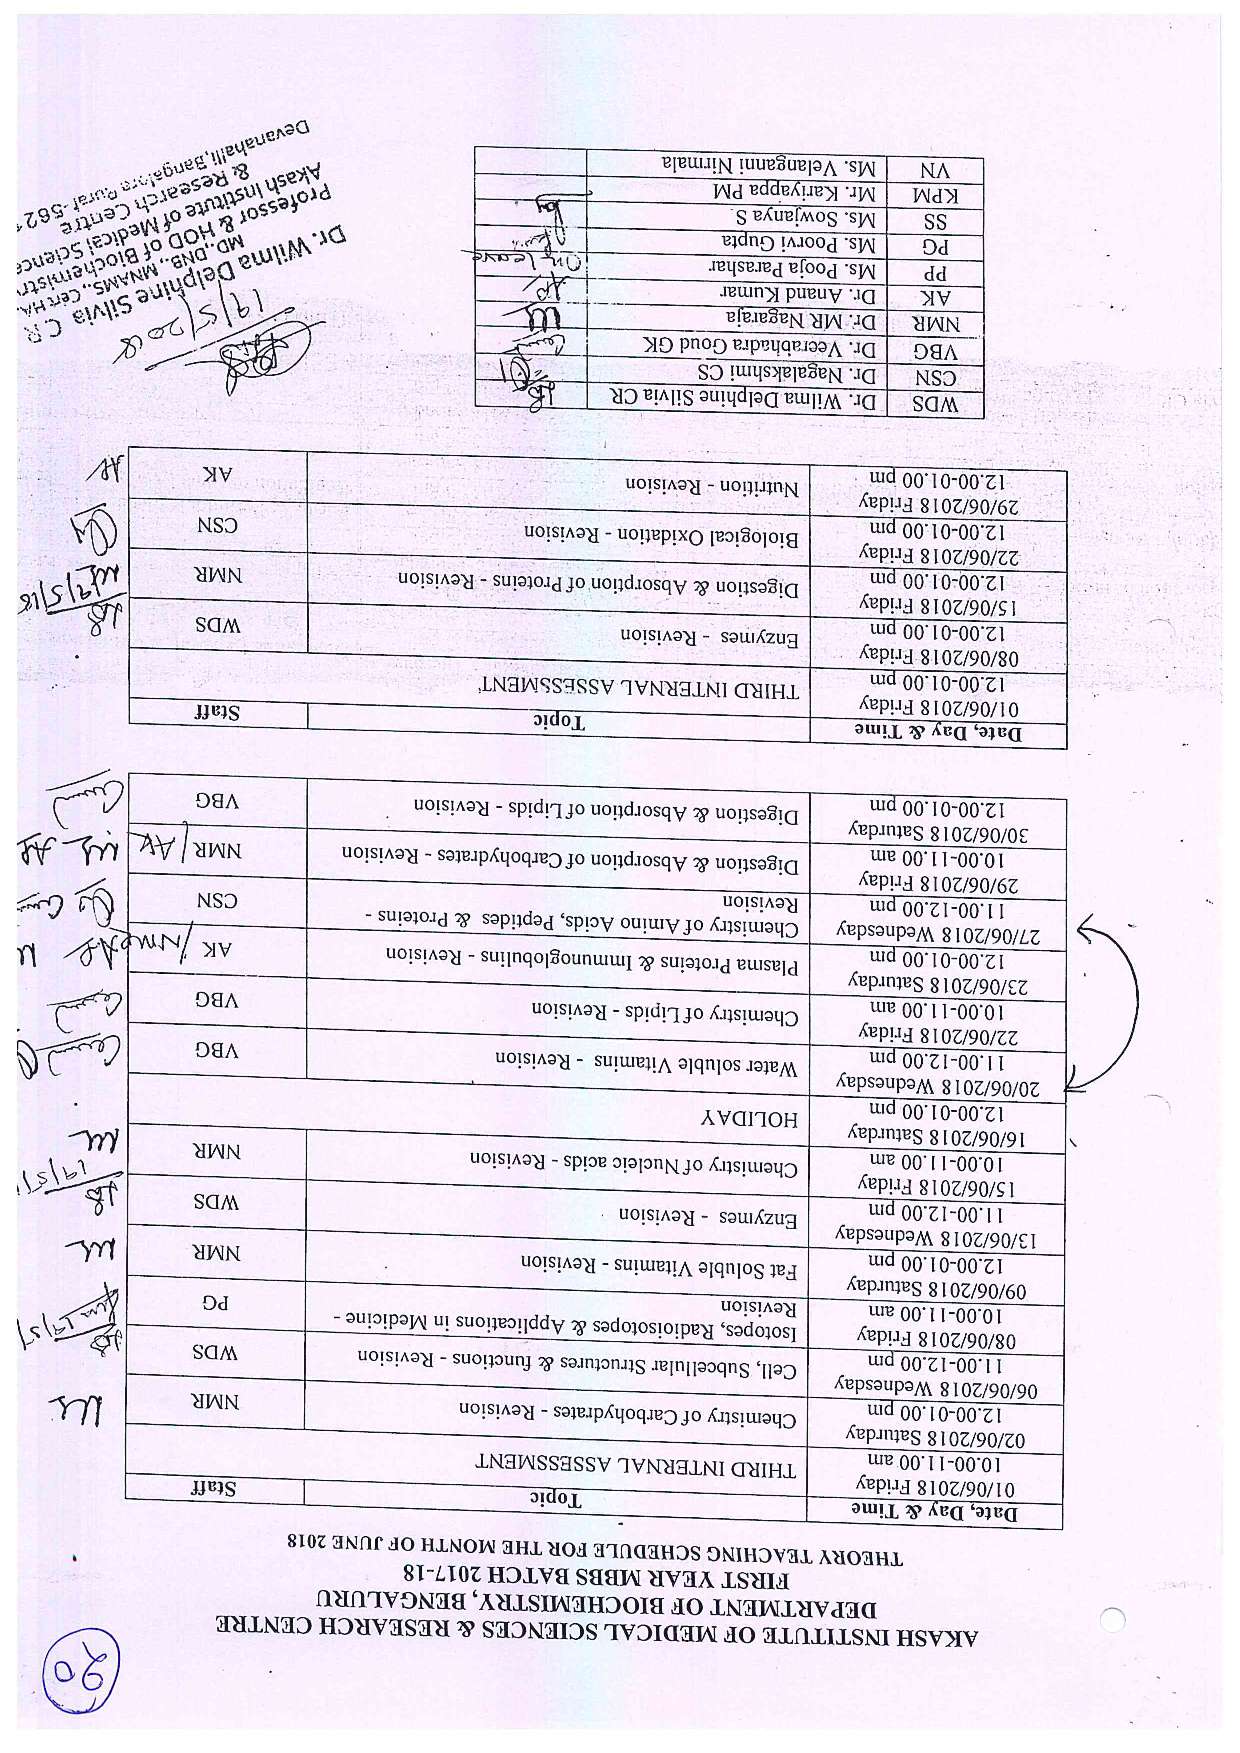 20
AKASH INSTITUTE OF MEDICAL SCIENCES & RESEARCH CENTRE
DEPARTMENT OF BIOCHEMISTRY, BENGALURU
FIRST YEAR MBBS BATCH 2017-18
THEORY TEACHING SCHEDULE FOR THE MONTH OF JUNE 2018
Date, Day & Time Topic Staff
01/06/2018 Friday
10.00-11.00 am THIRD INTERNAL ASSESSMENT
02/06/2018 Saturday
12.00-01.00 pm Chemistry of Carbohydrates - Revision NMR
06/06/2018 Wednesday
11.00-12.00 pm Cell, Subcellular Structures & functions - Revision WDS
08/06/2018 Friday Isotopes, Radioisotopes & Applications in Medicine - PG
10.00-11.00 am Revision
09/06/2018 Saturday
12.00-01.00 pm Fat Soluble Vitamins - Revision NMR
13/06/2018 Wednesday
11.00-12.00 pm Enzymes - Revision WDS
15/06/2018 Friday
10.00-11.00 am Chemistry of Nucleic acids - Revision NMR
16/06/2018 Saturday
12.00-01.00 pm HOLIDAY
20/06/2018 Wednesday
11.00-12.00 pm Water soluble Vitamins - Revision VBG
22/06/2018 Friday
10.00-11.00 am Chemistry of Lipids - Revision VBG
23/06/2018 Saturday
12.00-01.00 pm Plasma Proteins & Immunoglobulins - Revision AK /NMR
27/06/2018 Wednesday Chemistry of Amino Acids, Peptides & Proteins - CSN
11.00-12.00 pm Revision
29/06/2018 Friday
10.00-11.00 am Digestion & Absorption of Carbohydrates - Revision NMR /AK
30/06/2018 Saturday
12.00-01.00 pm Digestion & Absorption of Lipids - Revision VBG
Date, Day & Time Topic Staff
01/06/2018 Friday
12.00-01.00 pm THIRD INTERNAL ASSESSMENT
08/06/2018 Friday
12.00-01.00 pm Enzymes - Revision WDS
15/06/2018 Friday
12.00-01.00 pm Digestion & Absorption of Proteins - Revision NMR
19/5/18
22/06/2018 Friday
12.00-01.00 pm Biological Oxidation - Revision CSN
29/06/2018 Friday
12.00-01.00 pm Nutrition - Revision AK
WDS Dr. Wilma Delphine Silvia CR
CSN Dr. Nagalakshmi CS
VBG Dr. Veerabhadra Goud GK
NMR Dr. MR Nagaraja
AK Dr. Anand Kumar
PP Ms. Pooja Parashar On leave
PG Ms. Poorvi Gupta
SS Ms. Sowjanya S
KPM Mr. Kariyappa PM
VN Ms. Velanganni Nirmala
19/5/2018
Dr. Wilma Delphine Silvia C.R
MD., DNB., MNAMS., Cert.HA.
Professor & HOD of Biochemistry
Akash Institute of Medical Science
& Research Centre
Devanahalli, Bangalore Rural -562